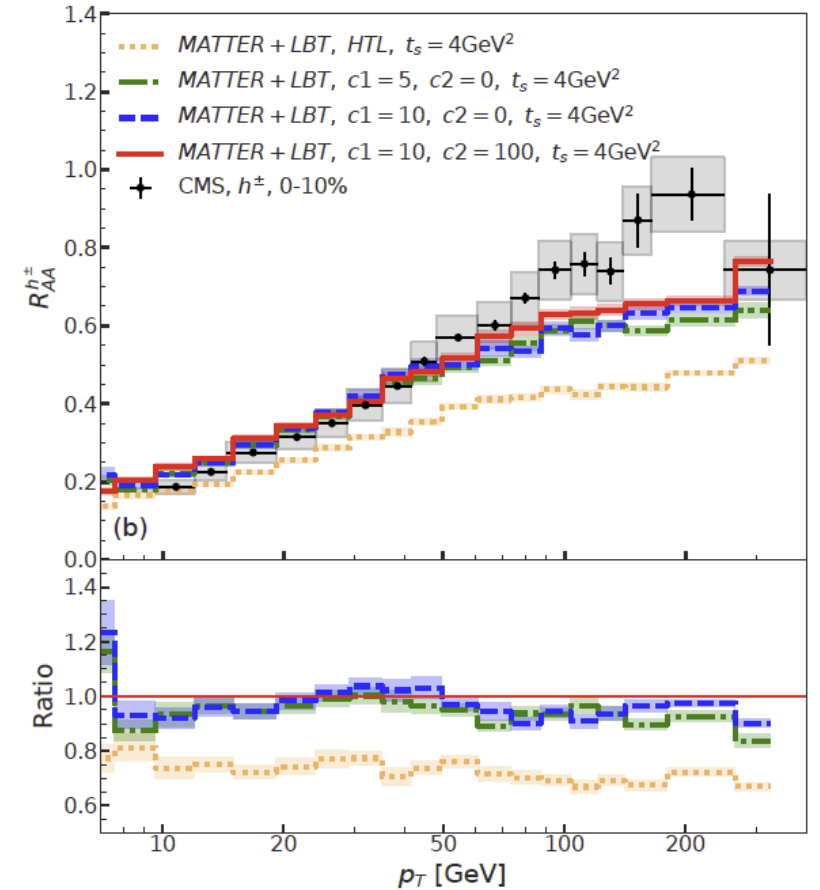 1.4
1.2
1.0
0.8
0.6
0.4
0.2
0.0
R_{AA}^{h^±}
MATTER + LBT, HTL, t_s = 4GeV²
MATTER + LBT, c1 = 5, c2 = 0, t_s = 4GeV²
MATTER + LBT, c1 = 10, c2 = 0, t_s = 4GeV²
MATTER + LBT, c1 = 10, c2 = 100, t_s = 4GeV²
CMS, h^±, 0-10%
(b)
1.4
1.2
1.0
0.8
0.6
Ratio
10 20 50 100 200
p_T [GeV]